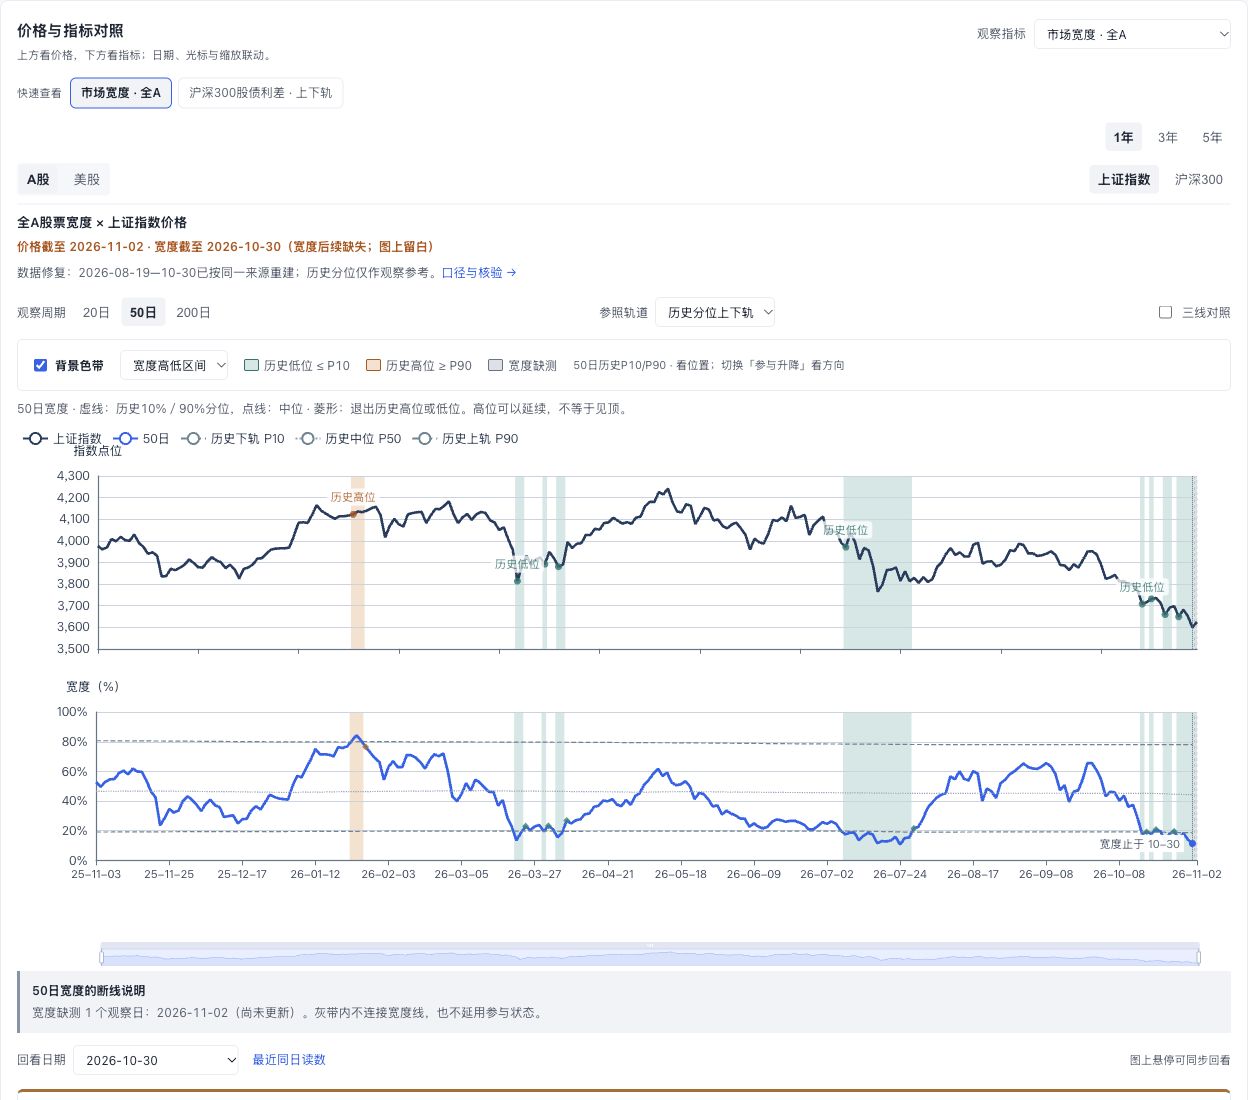 价格与指标对照
观察指标 市场宽度 · 全A
上方看价格，下方看指标；日期、光标与缩放联动。
快速查看 市场宽度 · 全A 沪深300股债利差 · 上下轨
1年 3年 5年
A股 美股 上证指数 沪深300
全A股票宽度 × 上证指数价格
价格截至 2026-11-02 · 宽度截至 2026-10-30（宽度后续缺失；图上留白）
数据修复：2026-08-19—10-30已按同一来源重建；历史分位仅作观察参考。口径与核验 →
观察周期 20日 50日 200日 参照轨道 历史分位上下轨 三线对照
背景色带 宽度高低区间 历史低位 ≤ P10 历史高位 ≥ P90 宽度缺测 50日历史P10/P90 · 看位置；切换「参与升降」看方向
50日宽度 · 虚线：历史10% / 90%分位，点线：中位 · 菱形：退出历史高位或低位。高位可以延续，不等于见顶。
上证指数 50日 历史下轨 P10 历史中位 P50 历史上轨 P90
指数点位
4,300
4,200
4,100
4,000
3,900
3,800
3,700
3,600
3,500
历史高位
历史低位
历史低位
历史低位
宽度（%）
100%
80%
60%
40%
20%
0%
宽度止于 10-30
25-11-03 25-11-25 25-12-17 26-01-12 26-02-03 26-03-05 26-03-27 26-04-21 26-05-18 26-06-09 26-07-02 26-07-24 26-08-17 26-09-08 26-10-08 26-11-02
50日宽度的断线说明
宽度缺测 1 个观察日：2026-11-02（尚未更新）。灰带内不连接宽度线，也不延用参与状态。
回看日期 2026-10-30 最近同日读数 图上悬停可同步回看